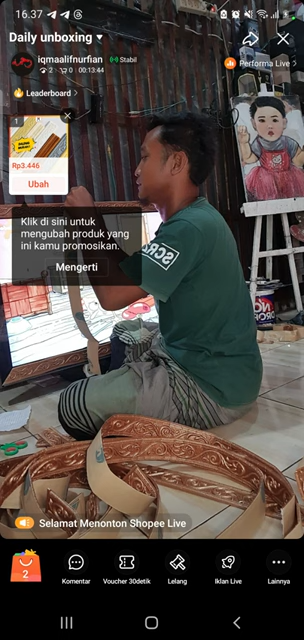 16.37
Daily unboxing
iqmaalifnurfian
Stabil
2 · 0 · 00:13:44
Performa Live
Leaderboard
1
Rp3.446
Ubah
Klik di sini untuk
mengubah produk yang
ini kamu promosikan.
Mengerti
Selamat Menonton Shopee Live
2
Komentar
Voucher 30detik
Lelang
Iklan Live
Lainnya